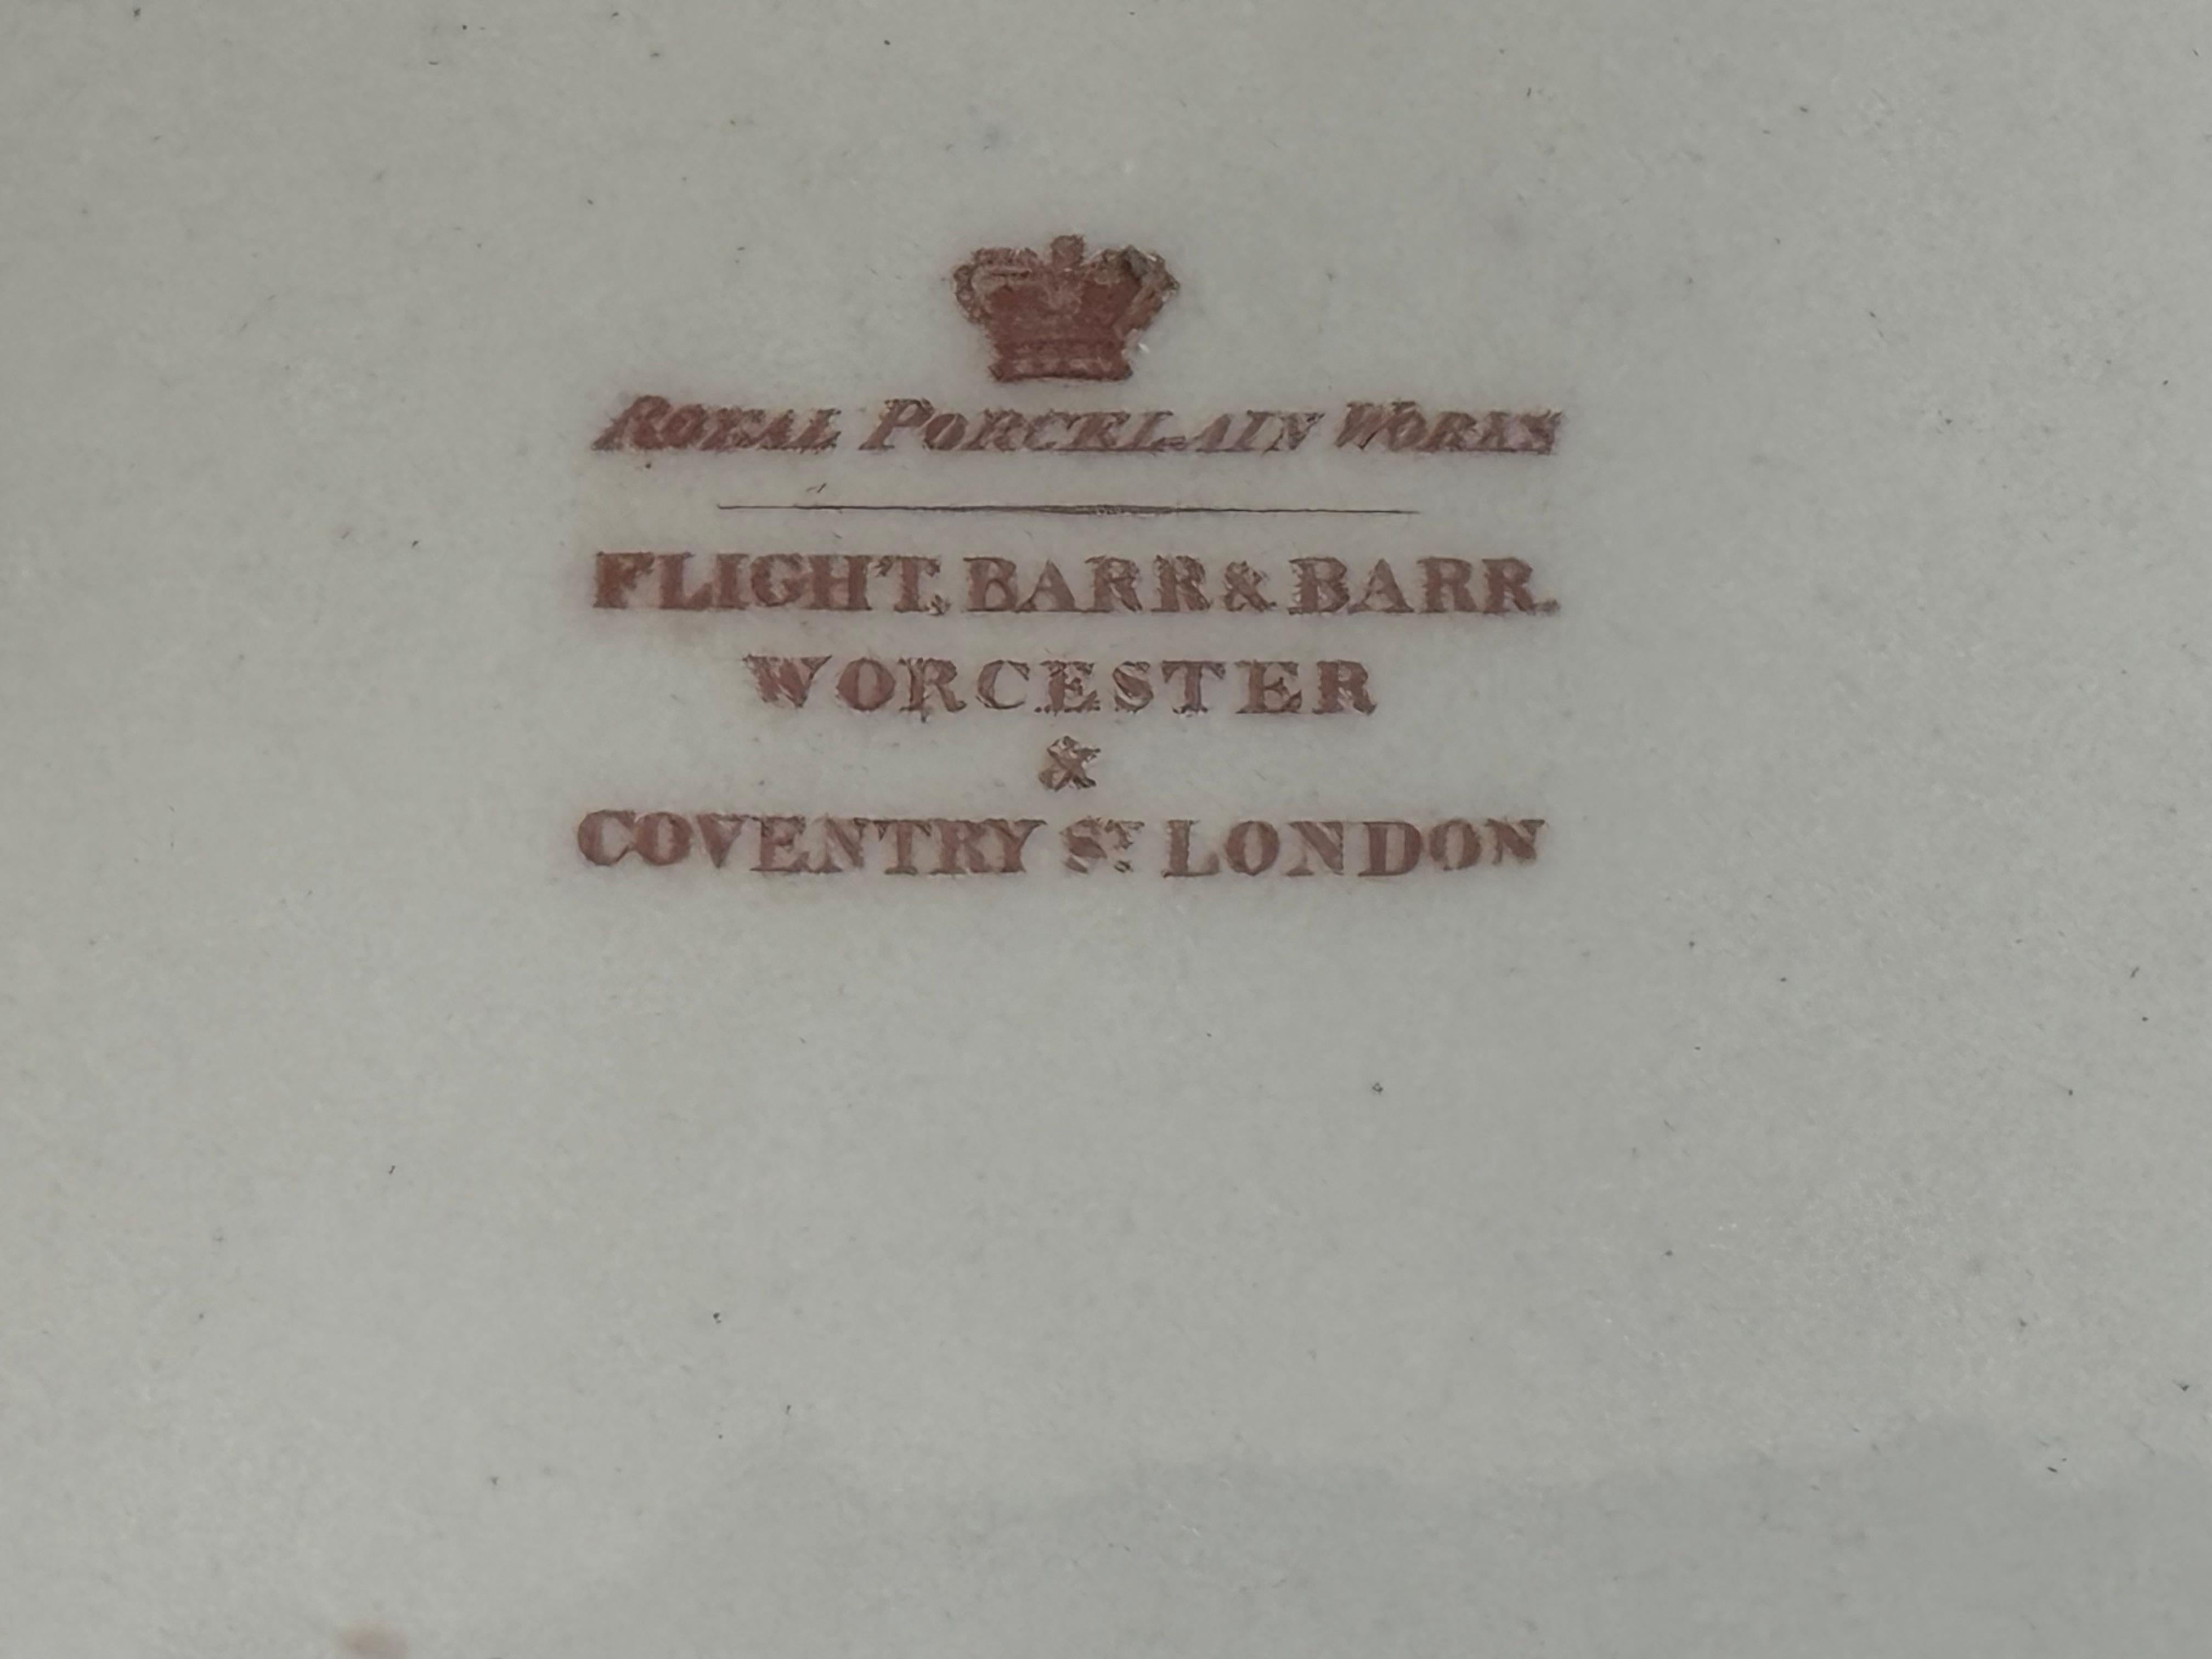 ROYAL PORCELAIN WORKS
FLIGHT, BARR & BARR.
WORCESTER
&
COVENTRY ST LONDON